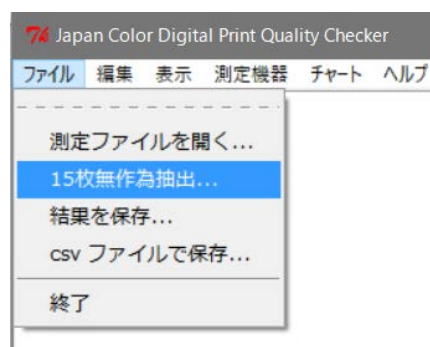 76 Japan Color Digital Print Quality Checker
ファイル 編集 表示 測定機器 チャート ヘルプ
測定ファイルを開く...
15枚無作為抽出...
結果を保存...
csv ファイルで保存...
終了